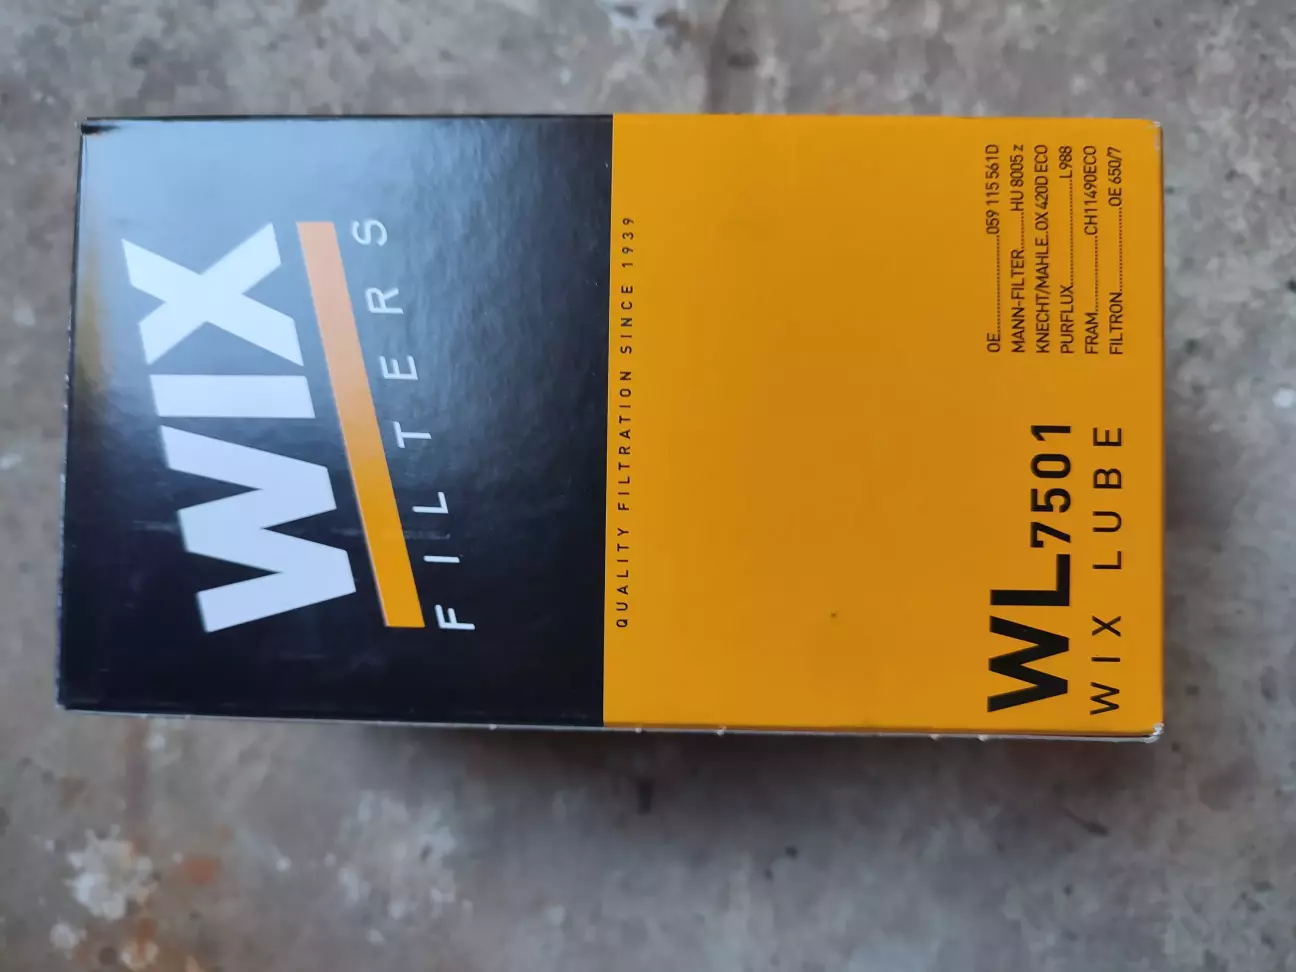 WIX
FILTERS
QUALITY FILTRATION SINCE 1939
WL7501
WIX LUBE
OE....................059 115 561D
MANN-FILTER........HU 8005 z
KNECHT/MAHLE..OX 420D ECO
PURFLUX......................L988
FRAM...............CH11490ECO
FILTRON.................OE 650/7